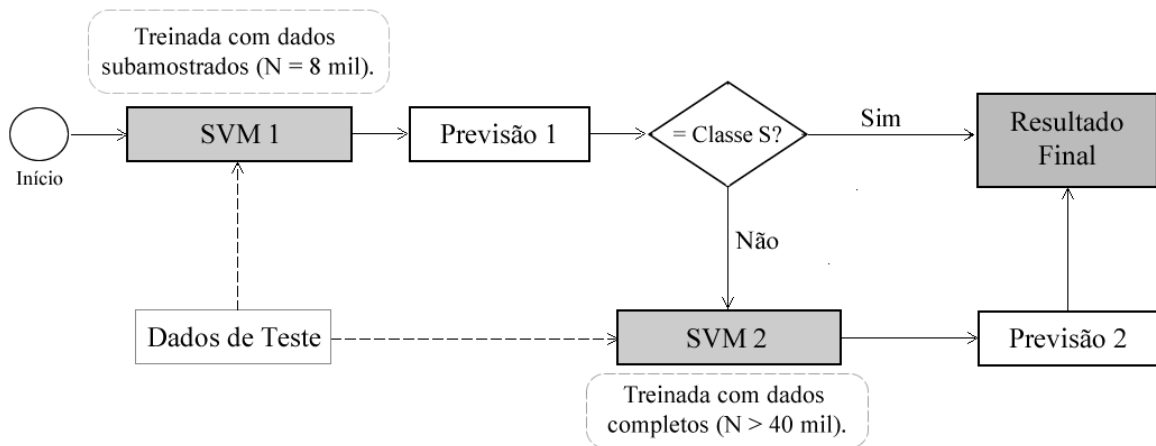 Treinada com dados
subamostrados (N = 8 mil).
Início
SVM 1
Previsão 1
= Classe S?
Sim
Resultado
Final
Não
Dados de Teste
SVM 2
Previsão 2
Treinada com dados
completos (N > 40 mil).